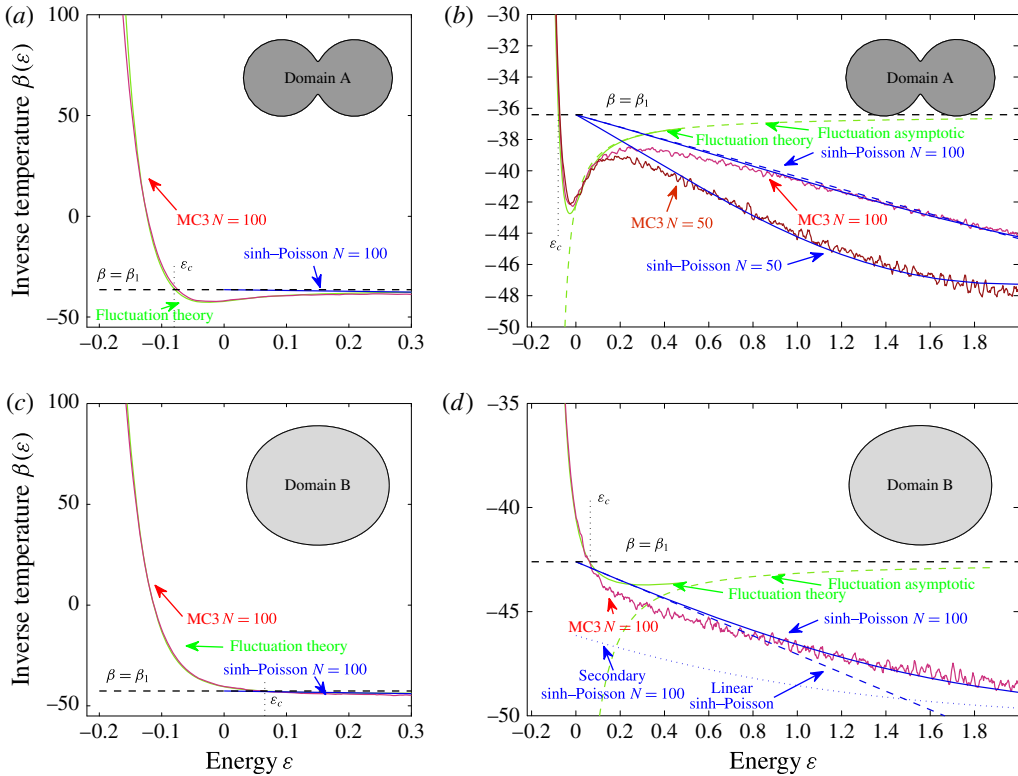 (a)
100
50
0
−50
Inverse temperature β(ε)
Domain A
MC3 N = 100
εc
sinh–Poisson N = 100
β = β1
Fluctuation theory
−0.2 −0.1 0 0.1 0.2 0.3
(b)
−30
−32
−34
−36
−38
−40
−42
−44
−46
−48
−50
Domain A
β = β1
Fluctuation asymptotic
Fluctuation theory
sinh–Poisson N = 100
MC3 N = 50
MC3 N = 100
εc
sinh–Poisson N = 50
−0.2 0 0.2 0.4 0.6 0.8 1.0 1.2 1.4 1.6 1.8
(c)
100
50
0
−50
Inverse temperature β(ε)
Domain B
MC3 N = 100
Fluctuation theory
β = β1
sinh–Poisson N = 100
εc
−0.2 −0.1 0 0.1 0.2 0.3
Energy ε
(d)
−35
−40
−45
−50
Domain B
εc
β = β1
Fluctuation asymptotic
Fluctuation theory
MC3 N = 100
sinh–Poisson N = 100
Secondary
sinh–Poisson N = 100
Linear
sinh–Poisson
−0.2 0 0.2 0.4 0.6 0.8 1.0 1.2 1.4 1.6 1.8
Energy ε